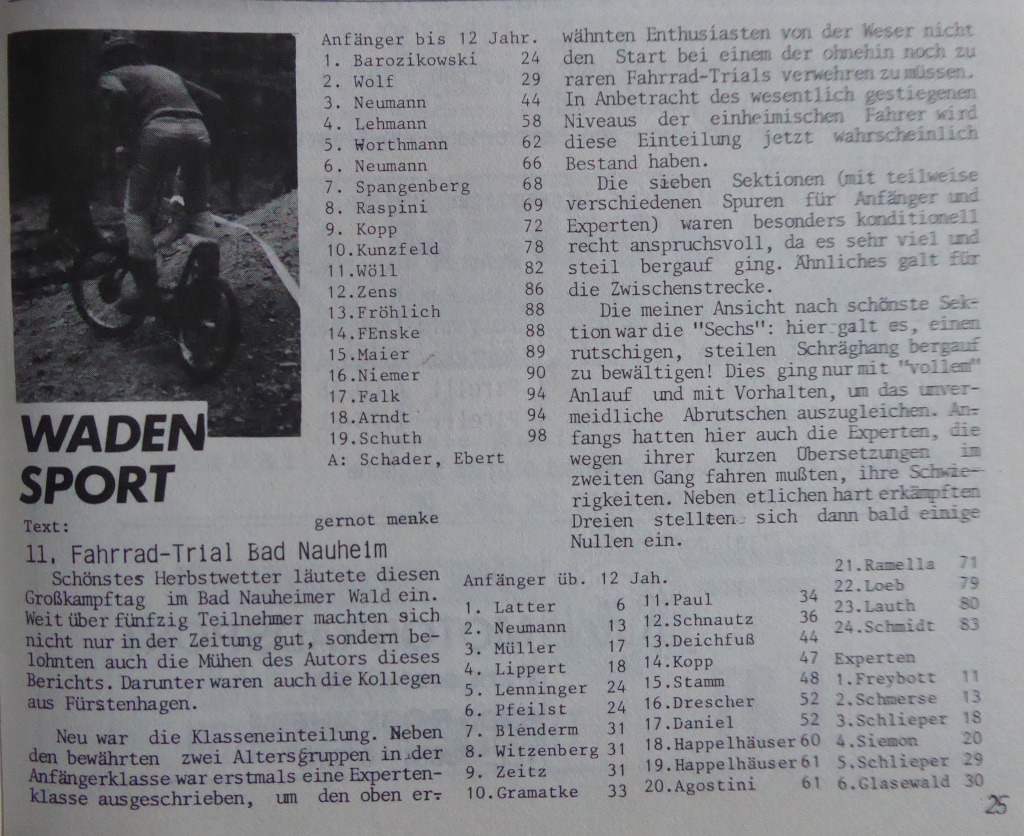 WADEN
SPORT
Text: gernot menke
11. Fahrrad-Trial Bad Nauheim
Schönstes Herbstwetter läutete diesen
Großkampftag im Bad Nauheimer Wald ein.
Weit über fünfzig Teilnehmer machten sich
nicht nur in der Zeitung gut, sondern be-
lohnten auch die Mühen des Autors dieses
Berichts. Darunter waren auch die Kollegen
aus Fürstenhagen.
Neu war die Klasseneinteilung. Neben
den bewährten zwei Altersgruppen in der
Anfängerklasse war erstmals eine Experten-
klasse ausgeschrieben, um den oben er-
wähnten Enthusiasten von der Weser nicht
den Start bei einem der ohnehin noch zu
raren Fahrrad-Trials verwehren zu müssen.
In Anbetracht des wesentlich gestiegenen
Niveaus der einheimischen Fahrer wird
diese Einteilung jetzt wahrscheinlich
Bestand haben.
Die sieben Sektionen (mit teilweise
verschiedenen Spuren für Anfänger und
Experten) waren besonders konditionell
recht anspruchsvoll, da es sehr viel und
steil bergauf ging. Ähnliches galt für
die Zwischenstrecke.
Die meiner Ansicht nach schönste Sek-
tion war die "Sechs": hier galt es, einen
rutschigen, steilen Schräghang bergauf
zu bewältigen! Dies ging nur mit "vollem"
Anlauf und mit Vorhalten, um das unver-
meidliche Abrutschen auszugleichen. An-
fangs hatten hier auch die Experten, die
wegen ihrer kurzen Übersetzungen im
zweiten Gang fahren mußten, ihre Schwie-
rigkeiten. Neben etlichen hart erkämpften
Dreien stellten sich dann bald einige
Nullen ein.
Anfänger bis 12 Jahr.
1. Barozikowski 24
2. Wolf 29
3. Neumann 44
4. Lehmann 58
5. Worthmann 62
6. Neumann 66
7. Spangenberg 68
8. Raspini 69
9. Kopp 72
10.Kunzfeld 78
11.Wöll 82
12.Zens 86
13.Fröhlich 88
14.FEnske 88
15.Maier 89
16.Niemer 90
17.Falk 94
18.Arndt 94
19.Schuth 98
A: Schader, Ebert
Anfänger üb. 12 Jah.
1. Latter 6
2. Neumann 13
3. Müller 17
4. Lippert 18
5. Lenninger 24
6. Pfeilst 24
7. Blenderm 31
8. Witzenberg 31
9. Zeitz 31
10.Gramatke 33
11.Paul 34
12.Schnautz 36
13.Deichfuß 44
14.Kopp 47
15.Stamm 48
16.Drescher 52
17.Daniel 52
18.Happelhäuser 60
19.Happelhäuser 61
20.Agostini 61
21.Ramella 71
22.Loeb 79
23.Lauth 80
24.Schmidt 83
Experten
1.Freybott 11
2.Schmerse 13
3.Schlieper 18
4.Siemon 20
5.Schlieper 29
6.Glasewald 30
25